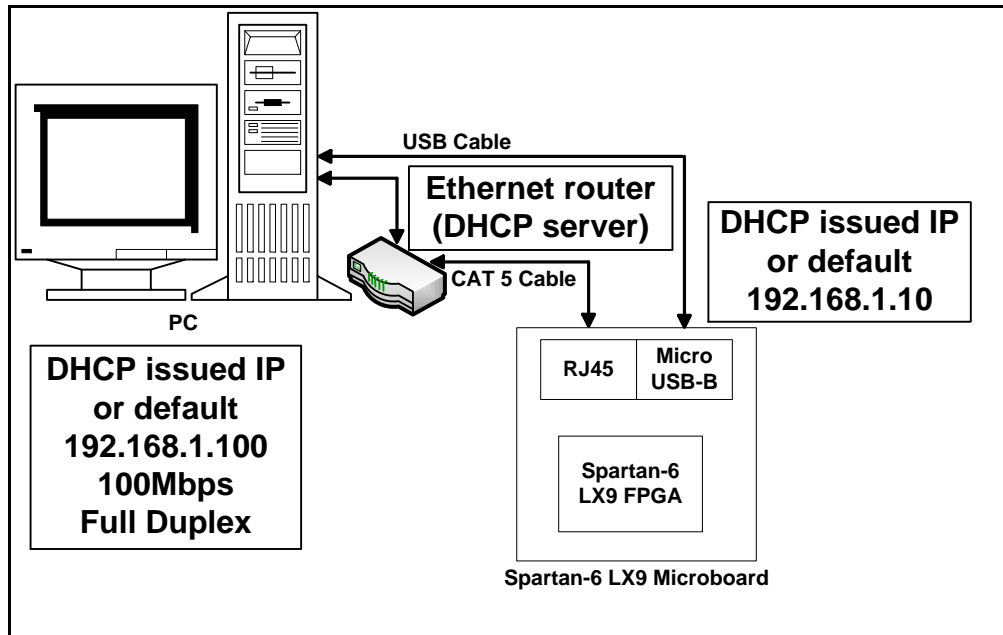 USB Cable
Ethernet router
(DHCP server)
DHCP issued IP
or default
192.168.1.10
CAT 5 Cable
PC
DHCP issued IP
or default
192.168.1.100
100Mbps
Full Duplex
RJ45
Micro
USB-B
Spartan-6
LX9 FPGA
Spartan-6 LX9 Microboard